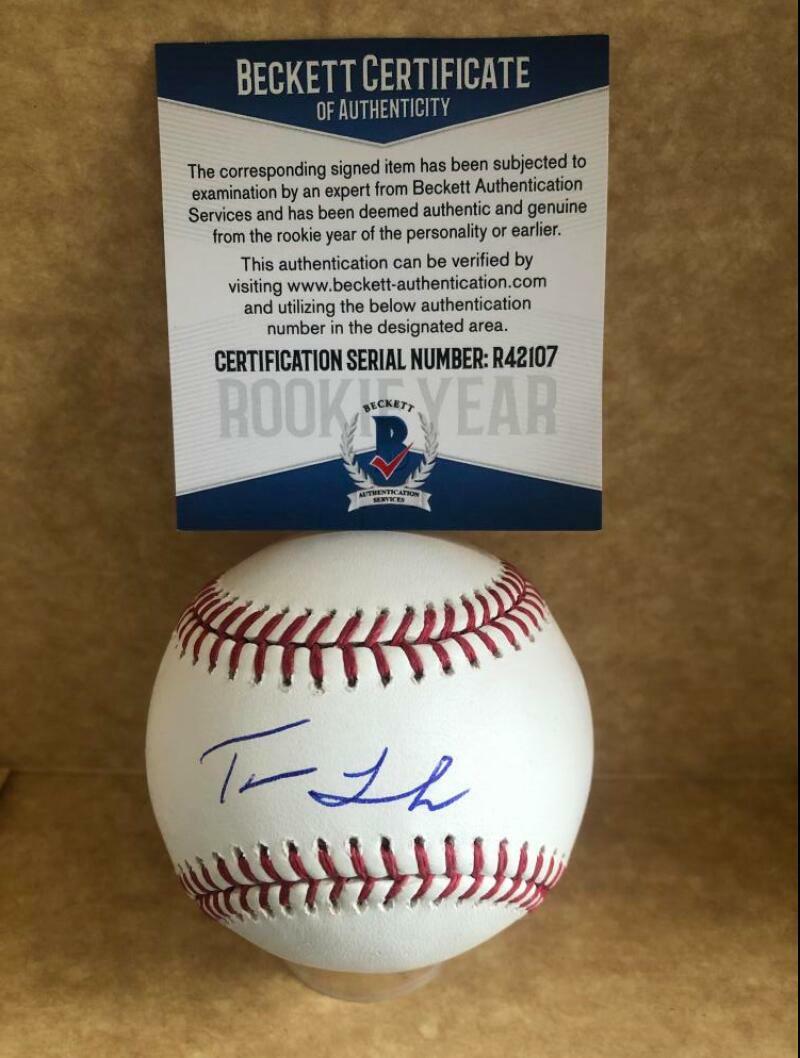 BECKETT CERTIFICATE
OF AUTHENTICITY
The corresponding signed item has been subjected to
examination by an expert from Beckett Authentication
Services and has been deemed authentic and genuine
from the rookie year of the personality or earlier.
This authentication can be verified by
visiting www.beckett-authentication.com
and utilizing the below authentication
number in the designated area.
CERTIFICATION SERIAL NUMBER: R42107
ROOKIE YEAR
BECKETT
B
AUTHENTICATION
SERVICES